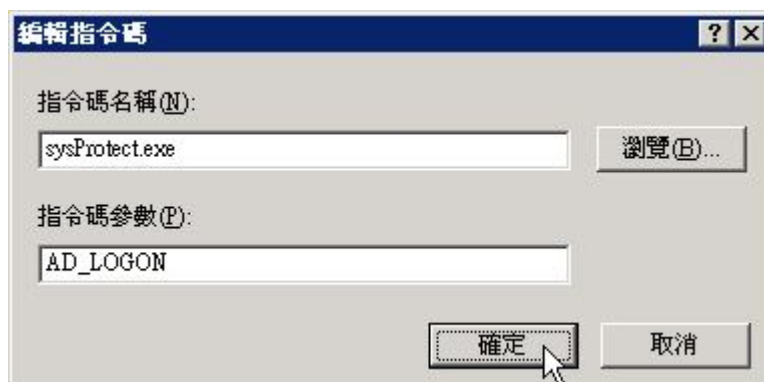 編輯指令碼
指令碼名稱(N):
sysProtect.exe
瀏覽(B)...
指令碼參數(P):
AD_LOGON
確定
取消